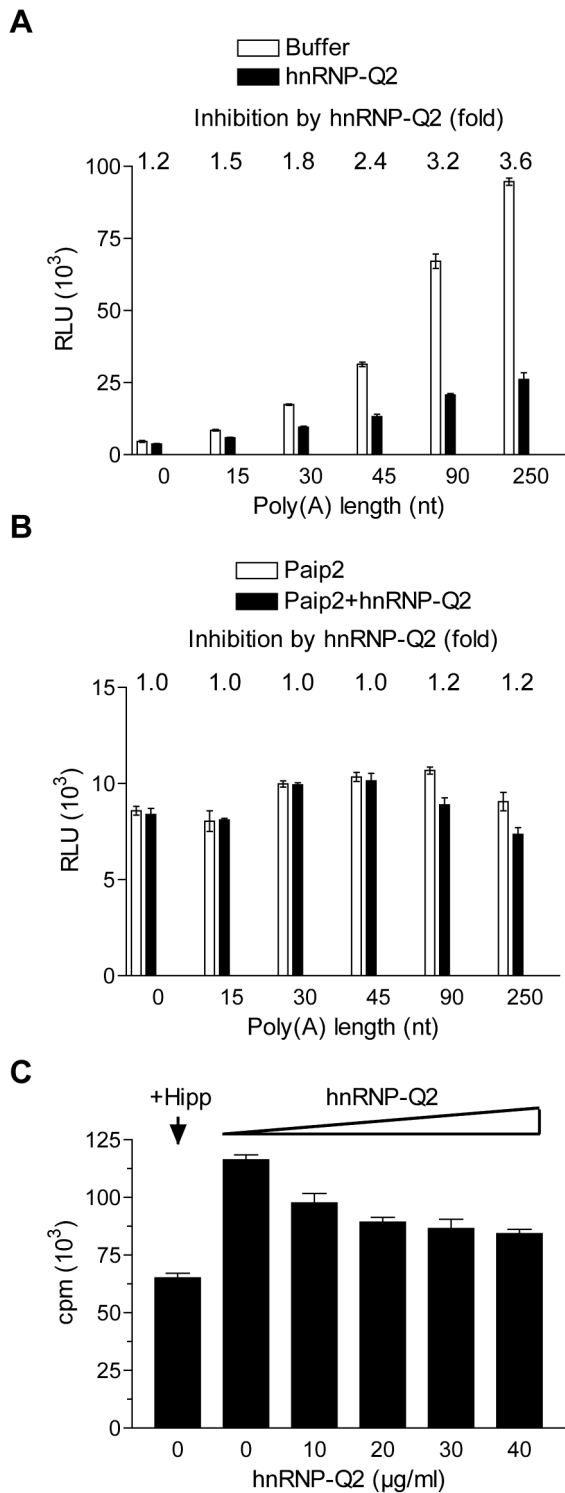 A
Buffer
hnRNP-Q2
Inhibition by hnRNP-Q2 (fold)
1.2 1.5 1.8 2.4 3.2 3.6
100
75
50
25
0
RLU (10³)
0 15 30 45 90 250
Poly(A) length (nt)
B
Paip2
Paip2+hnRNP-Q2
Inhibition by hnRNP-Q2 (fold)
1.0 1.0 1.0 1.0 1.2 1.2
15
10
5
0
RLU (10³)
0 15 30 45 90 250
Poly(A) length (nt)
C
+Hipp hnRNP-Q2
125
100
75
50
25
0
cpm (10³)
0 0 10 20 30 40
hnRNP-Q2 (µg/ml)